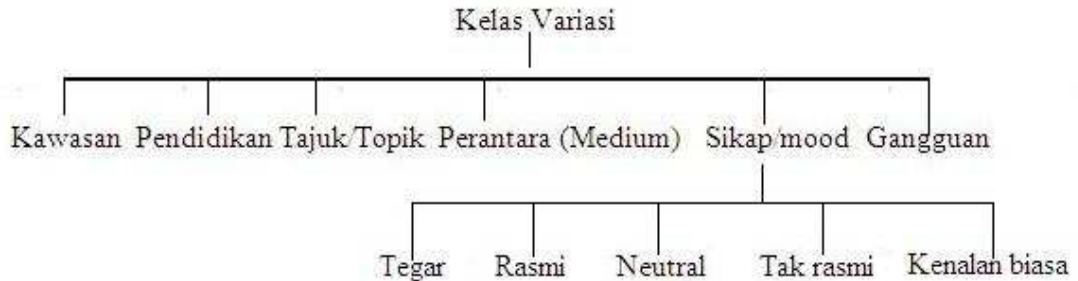 Kelas Variasi
Kawasan Pendidikan Tajuk/Topik Perantara (Medium) Sikap/mood Gangguan
Tegar Rasmi Neutral Tak rasmi Kenalan biasa